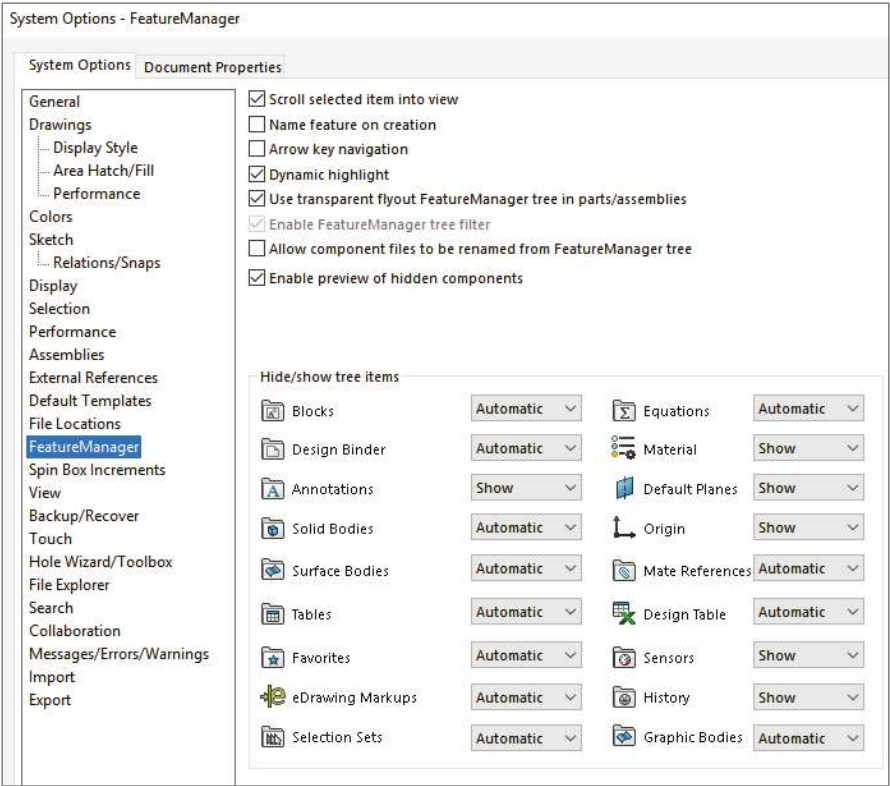 System Options - FeatureManager
System Options
Document Properties
General
Drawings
Display Style
Area Hatch/Fill
Performance
Colors
Sketch
Relations/Snaps
Display
Selection
Performance
Assemblies
External References
Default Templates
File Locations
FeatureManager
Spin Box Increments
View
Backup/Recover
Touch
Hole Wizard/Toolbox
File Explorer
Search
Collaboration
Messages/Errors/Warnings
Import
Export
Scroll selected item into view
Name feature on creation
Arrow key navigation
Dynamic highlight
Use transparent flyout FeatureManager tree in parts/assemblies
Enable FeatureManager tree filter
Allow component files to be renamed from FeatureManager tree
Enable preview of hidden components
Hide/show tree items
Blocks Automatic
Design Binder Automatic
Annotations Show
Solid Bodies Automatic
Surface Bodies Automatic
Tables Automatic
Favorites Automatic
eDrawing Markups Automatic
Selection Sets Automatic
Equations Automatic
Material Show
Default Planes Show
Origin Show
Mate References Automatic
Design Table Automatic
Sensors Show
History Show
Graphic Bodies Automatic